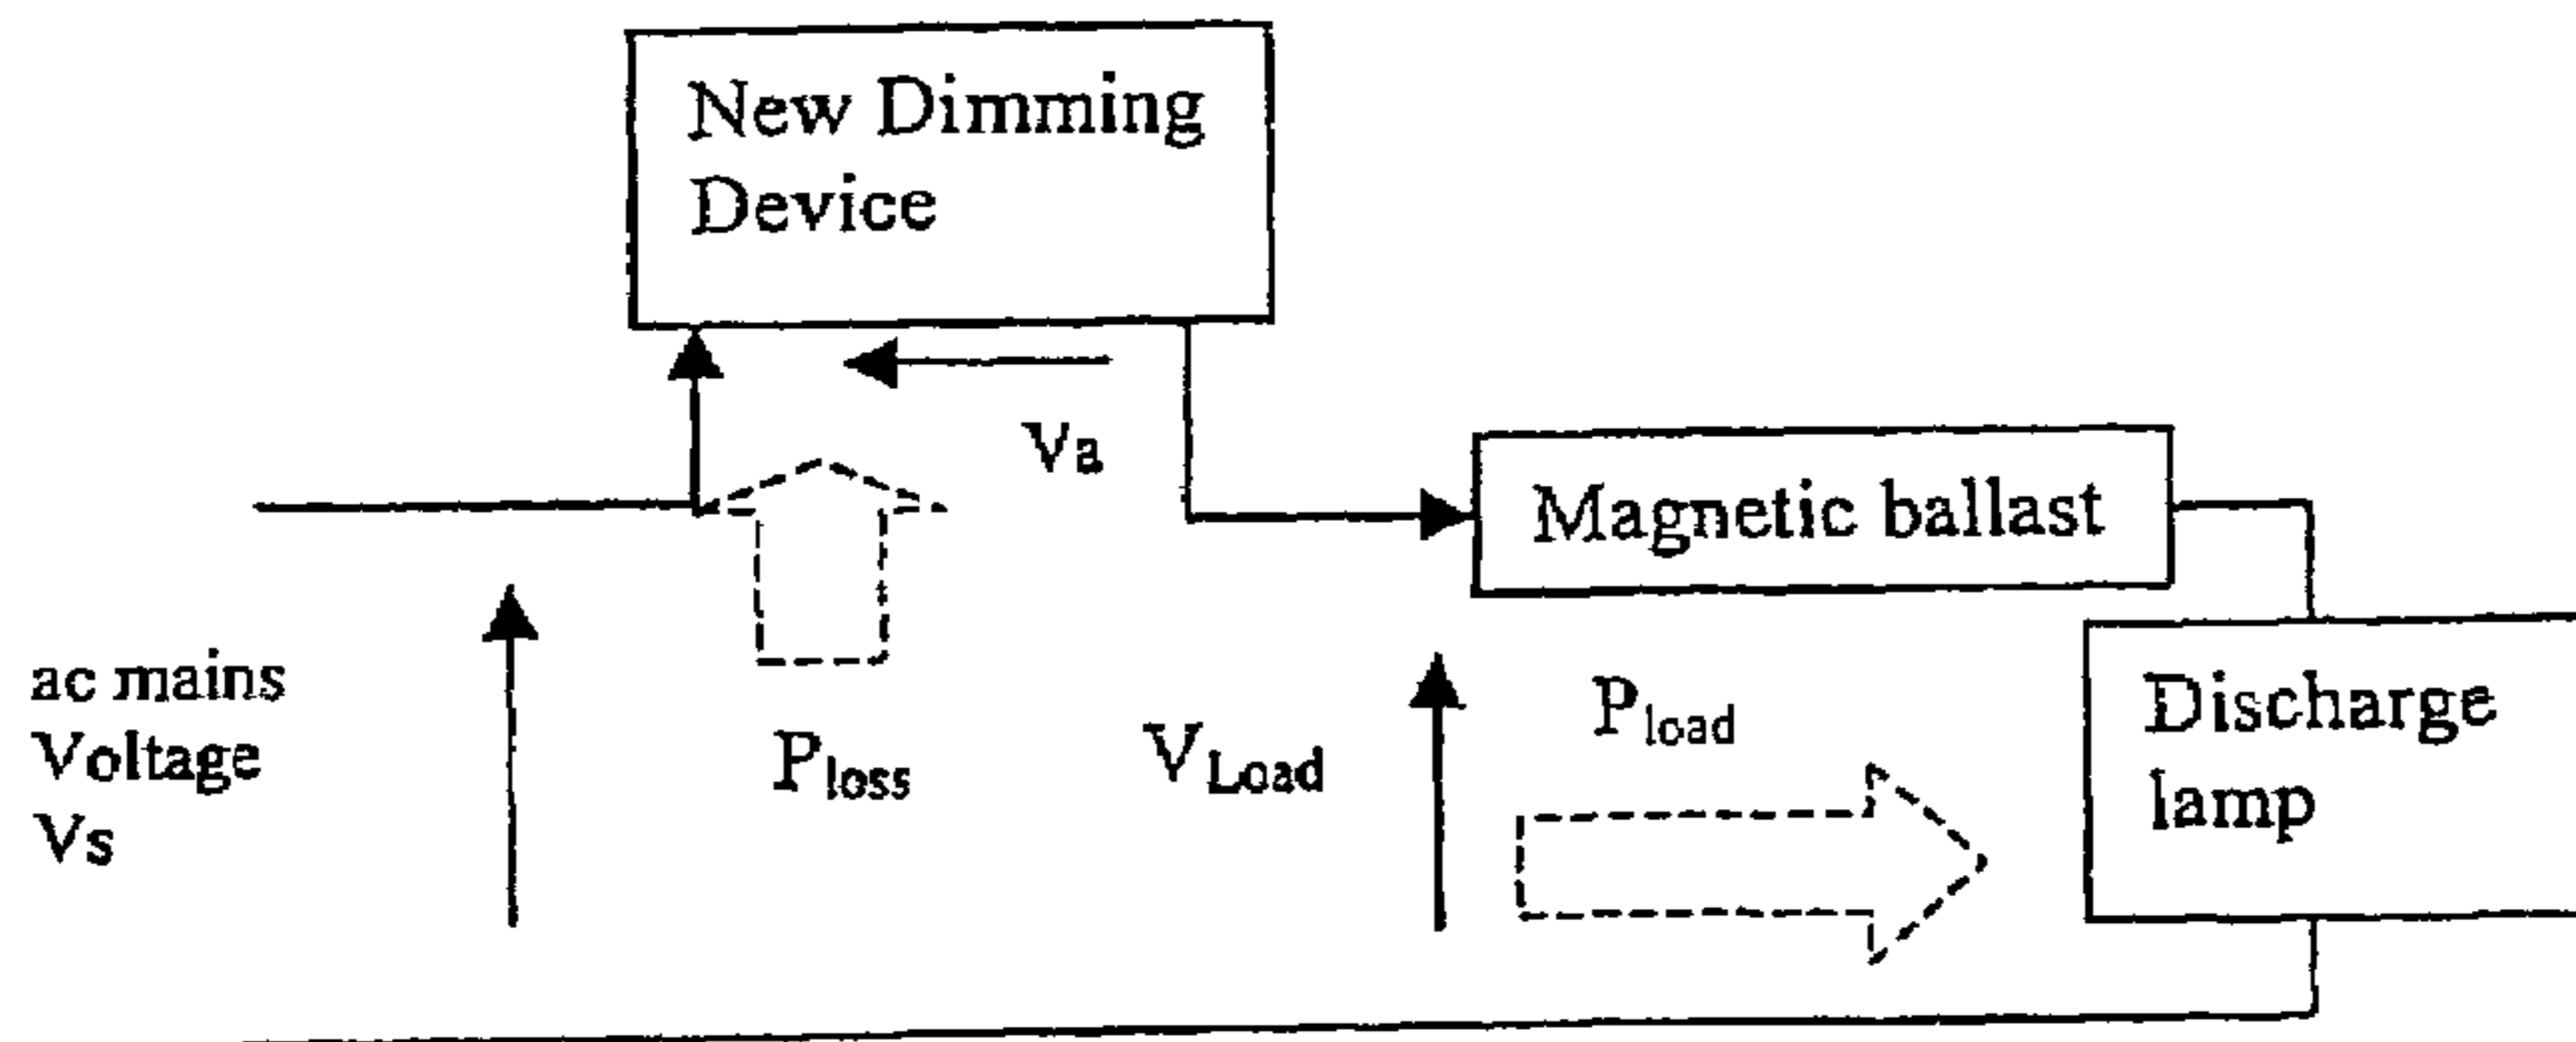 New Dimming
Device
Va
Magnetic ballast
ac mains
Voltage
Vs
Ploss
VLoad
Pload
Discharge
lamp